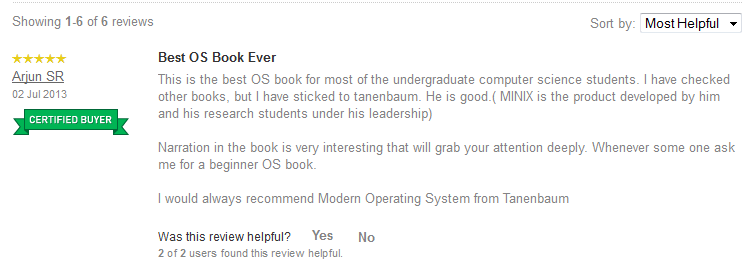 Showing 1-6 of 6 reviews
Sort by: Most Helpful
Best OS Book Ever
Arjun SR
02 Jul 2013
CERTIFIED BUYER
This is the best OS book for most of the undergraduate computer science students. I have checked
other books, but I have sticked to tanenbaum. He is good.( MINIX is the product developed by him
and his research students under his leadership)
Narration in the book is very interesting that will grab your attention deeply. Whenever some one ask
me for a beginner OS book.
I would always recommend Modern Operating System from Tanenbaum
Was this review helpful? Yes No
2 of 2 users found this review helpful.